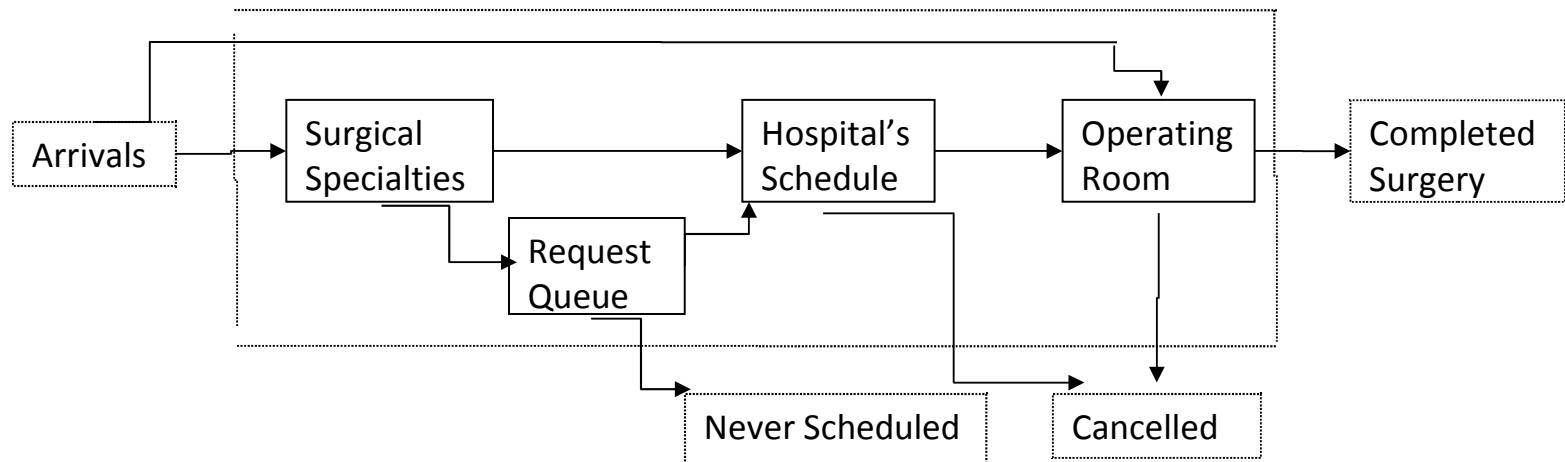 Arrivals
Surgical
Specialties
Request
Queue
Hospital’s
Schedule
Operating
Room
Completed
Surgery
Never Scheduled
Cancelled